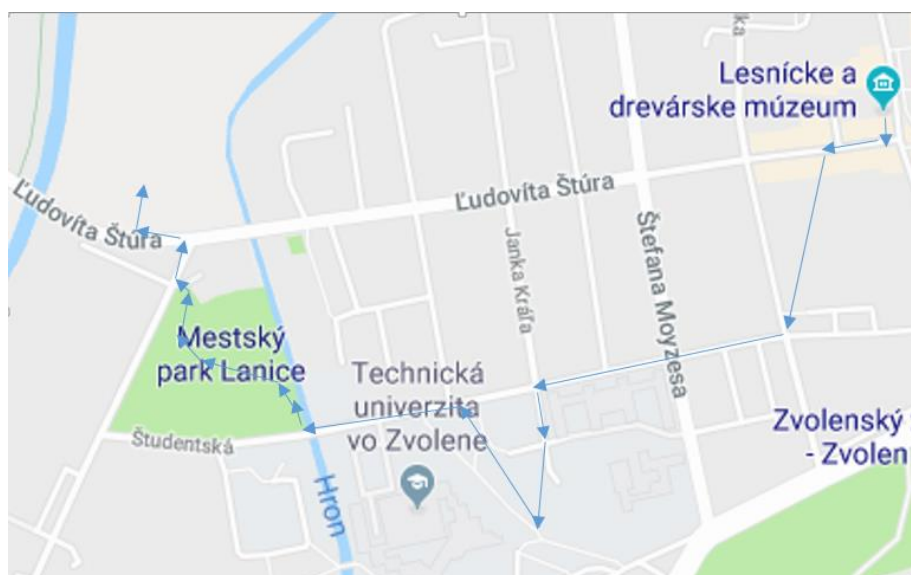 ka
Lesnícke a
drevárske múzeum
Ľudovíta Štúra
Ľudovíta Štúra
Janka Kráľa
Štefana Moyzesa
Mestský
park Lanice
Technická
univerzita
vo Zvolene
Študentská
Hron
Zvolenský
- Zvolen